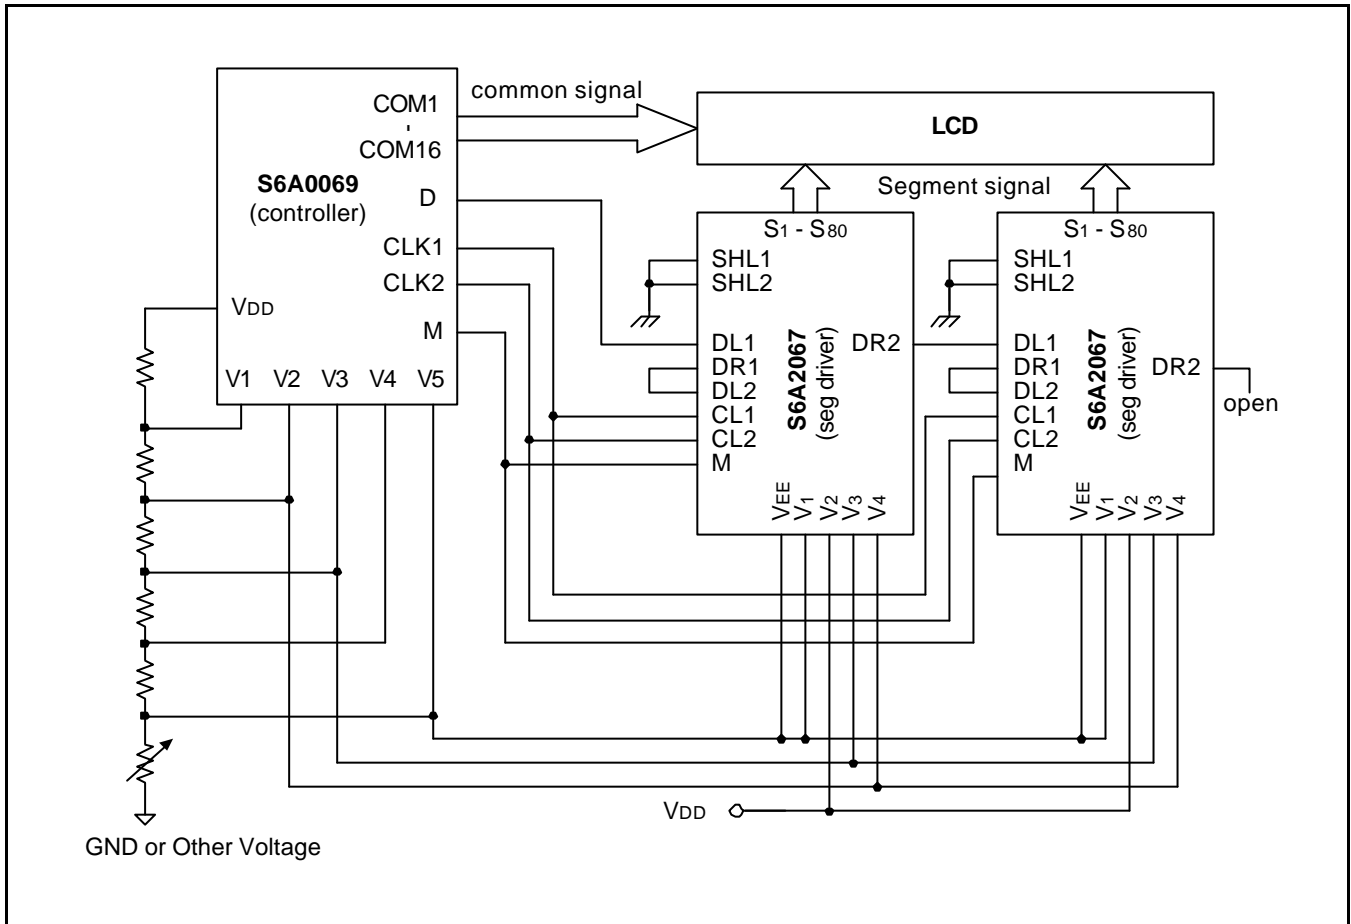 common signal
COM1
COM16
LCD
S6A0069
(controller)
D
CLK1
CLK2
M
VDD
V1 V2 V3 V4 V5
Segment signal
S1 - S80
SHL1
SHL2
DL1
DR1
DL2
CL1
CL2
M
S6A2067
(seg driver)
DR2
VEE V1 V2 V3 V4
S1 - S80
SHL1
SHL2
DL1
DR1
DL2
CL1
CL2
M
S6A2067
(seg driver)
DR2
open
VEE V1 V2 V3 V4
VDD
GND or Other Voltage